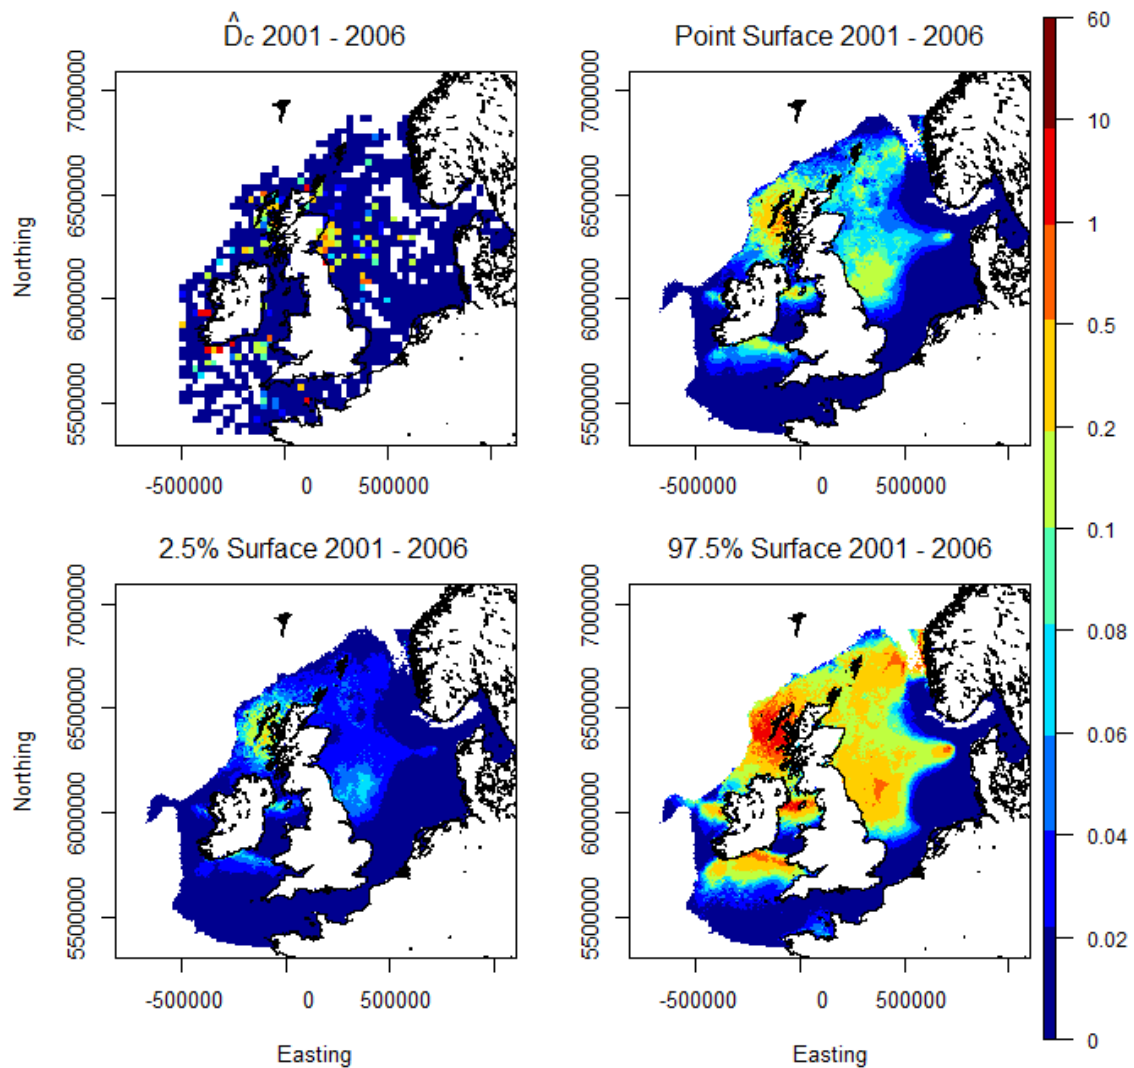 D̂c 2001 - 2006
Point Surface 2001 - 2006
Northing
5500000 6000000 6500000 7000000
5500000 6000000 6500000 7000000
-500000 0 500000
-500000 0 500000
2.5% Surface 2001 - 2006
97.5% Surface 2001 - 2006
Northing
5500000 6000000 6500000 7000000
5500000 6000000 6500000 7000000
-500000 0 500000
-500000 0 500000
Easting
Easting
60
10
1
0.5
0.2
0.1
0.08
0.06
0.04
0.02
0